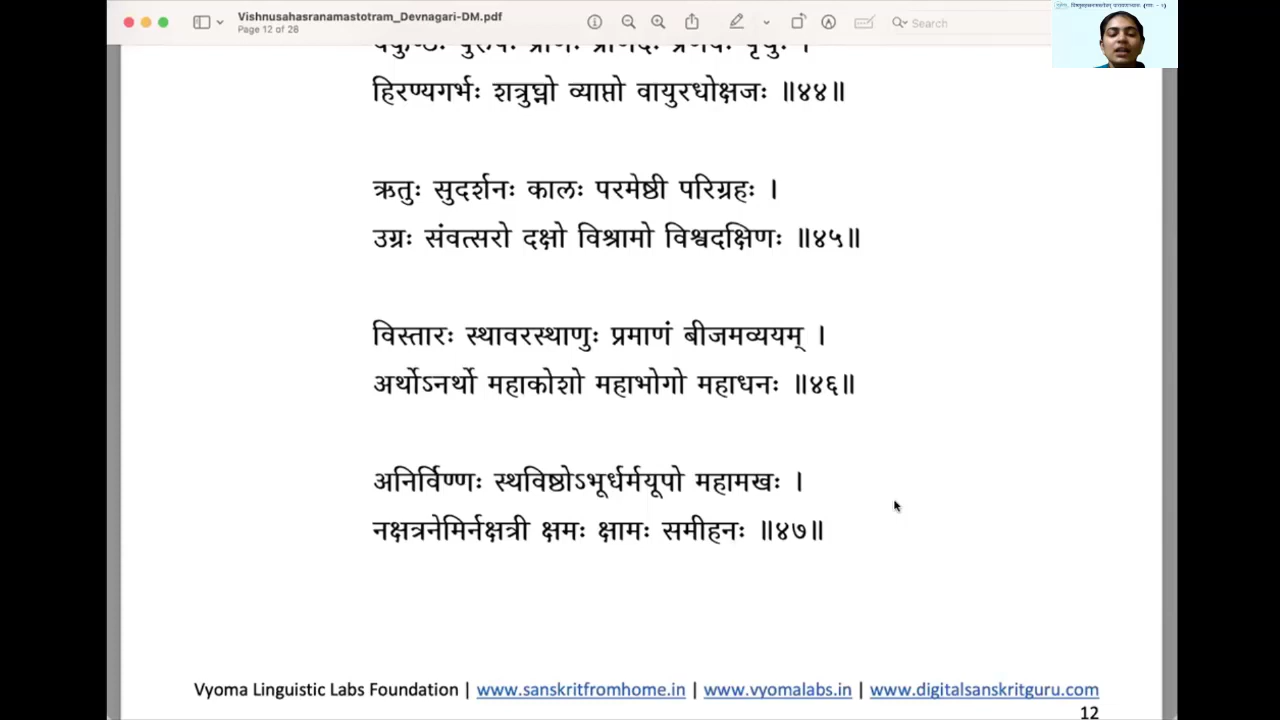 Vishnusahasranamastotram_Devnagari-DM.pdf
Page 12 of 28
Search
वैकुण्ठः पुरुषः प्राणः प्राणदः प्रणवः पृथुः ।
हिरण्यगर्भः शत्रुघ्नो व्याप्तो वायुरधोक्षजः ॥४४॥
ऋतुः सुदर्शनः कालः परमेष्ठी परिग्रहः ।
उग्रः संवत्सरो दक्षो विश्रामो विश्वदक्षिणः ॥४५॥
विस्तारः स्थावरस्थाणुः प्रमाणं बीजमव्ययम् ।
अर्थोऽनर्थो महाकोशो महाभोगो महाधनः ॥४६॥
अनिर्विण्णः स्थविष्ठोऽभूर्धर्मयूपो महामखः ।
नक्षत्रनेमिर्नक्षत्री क्षमः क्षामः समीहनः ॥४७॥
Vyoma Linguistic Labs Foundation | www.sanskritfromhome.in | www.vyomalabs.in | www.digitalsanskritguru.com
12